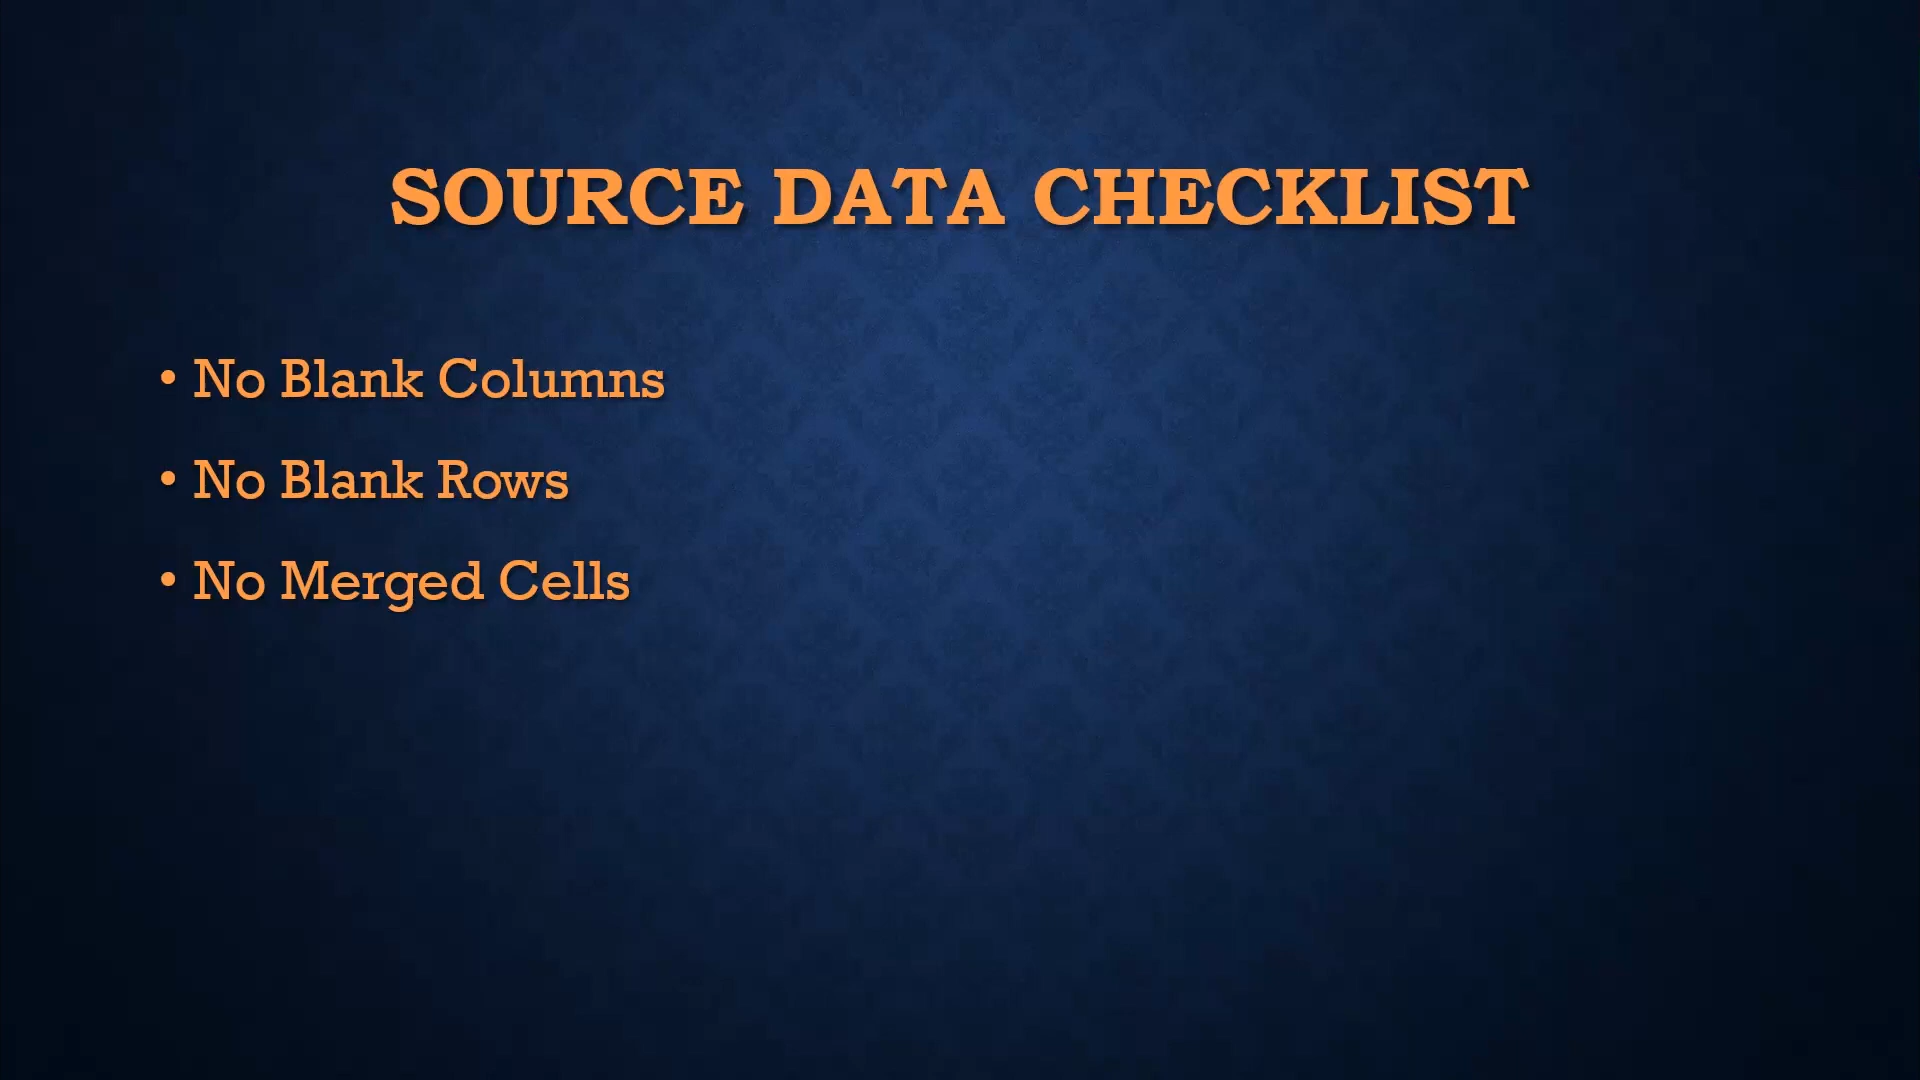 SOURCE DATA CHECKLIST
• No Blank Columns
• No Blank Rows
• No Merged Cells